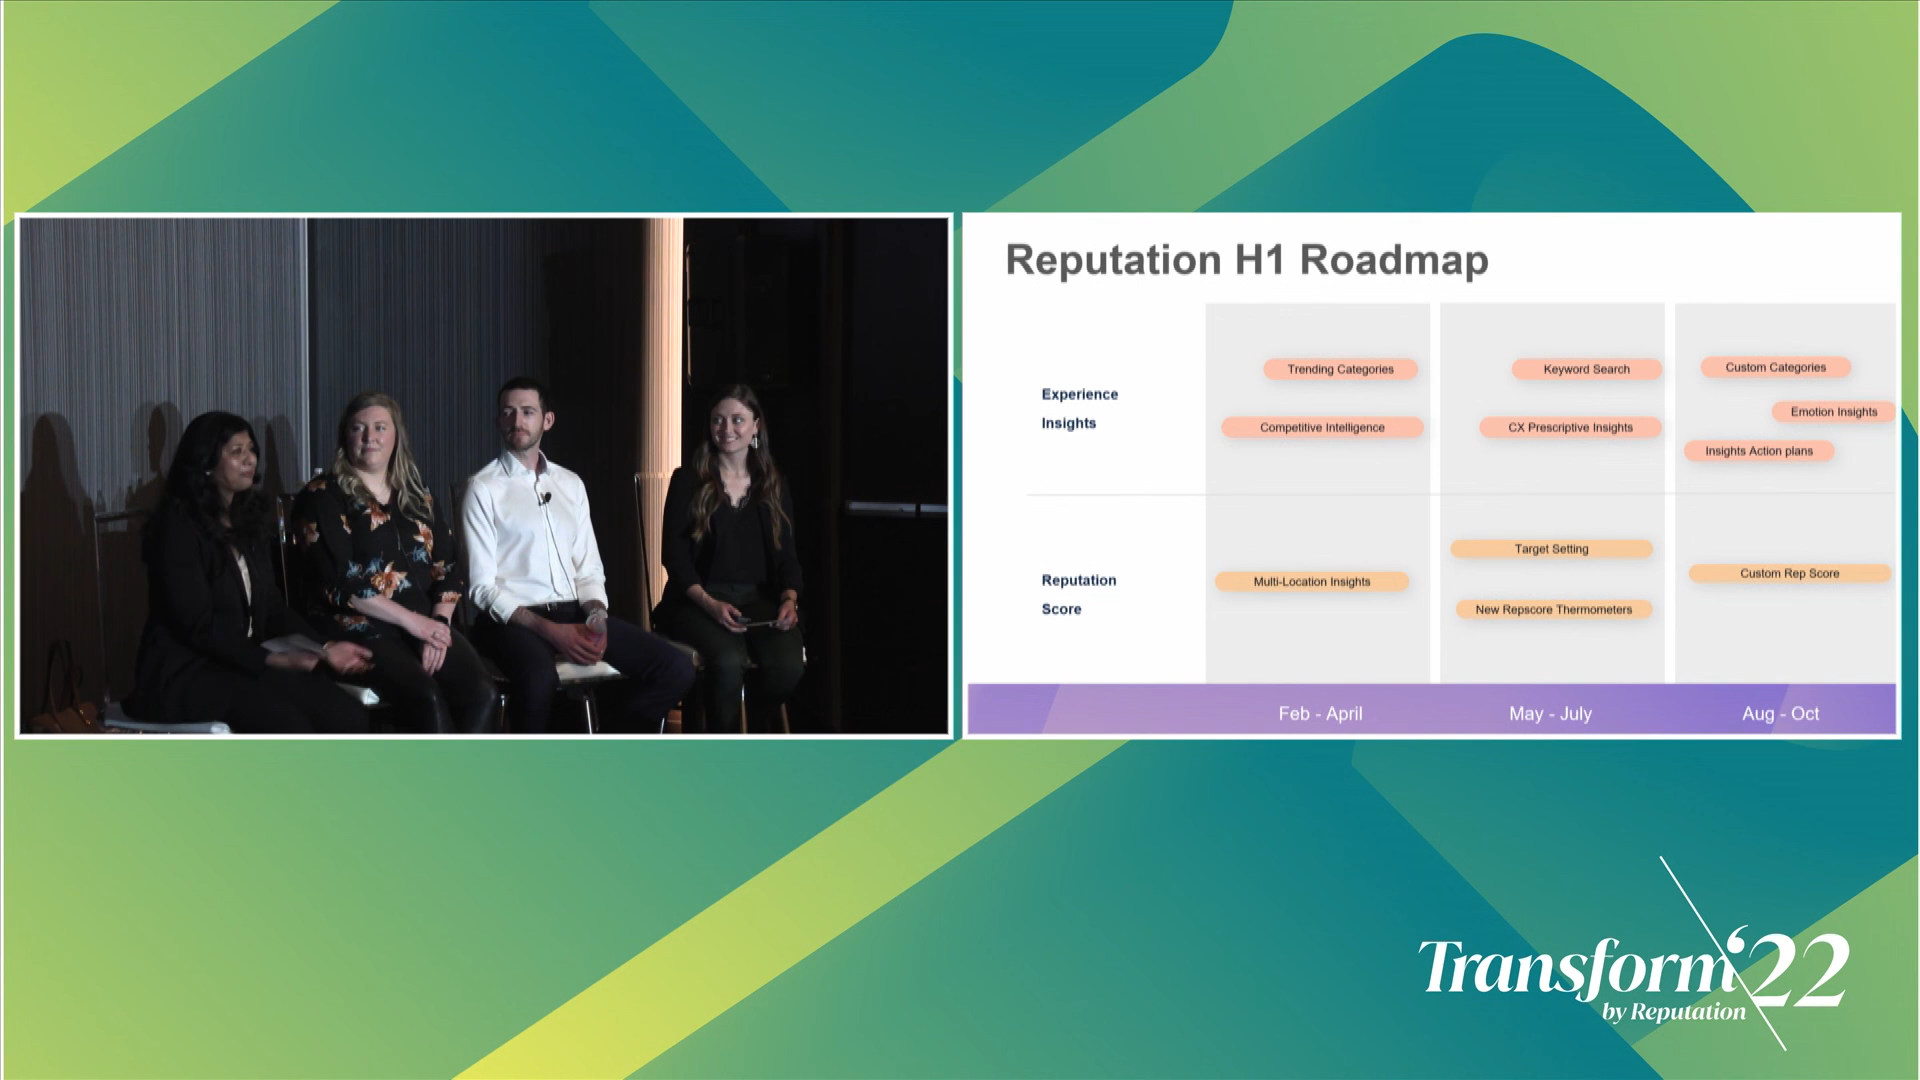 Reputation H1 Roadmap
Experience
Insights
Trending Categories
Keyword Search
Custom Categories
Emotion Insights
Competitive Intelligence
CX Prescriptive Insights
Insights Action plans
Reputation
Score
Target Setting
Multi-Location Insights
Custom Rep Score
New Repscore Thermometers
Feb - April
May - July
Aug - Oct
Transform '22
by Reputation